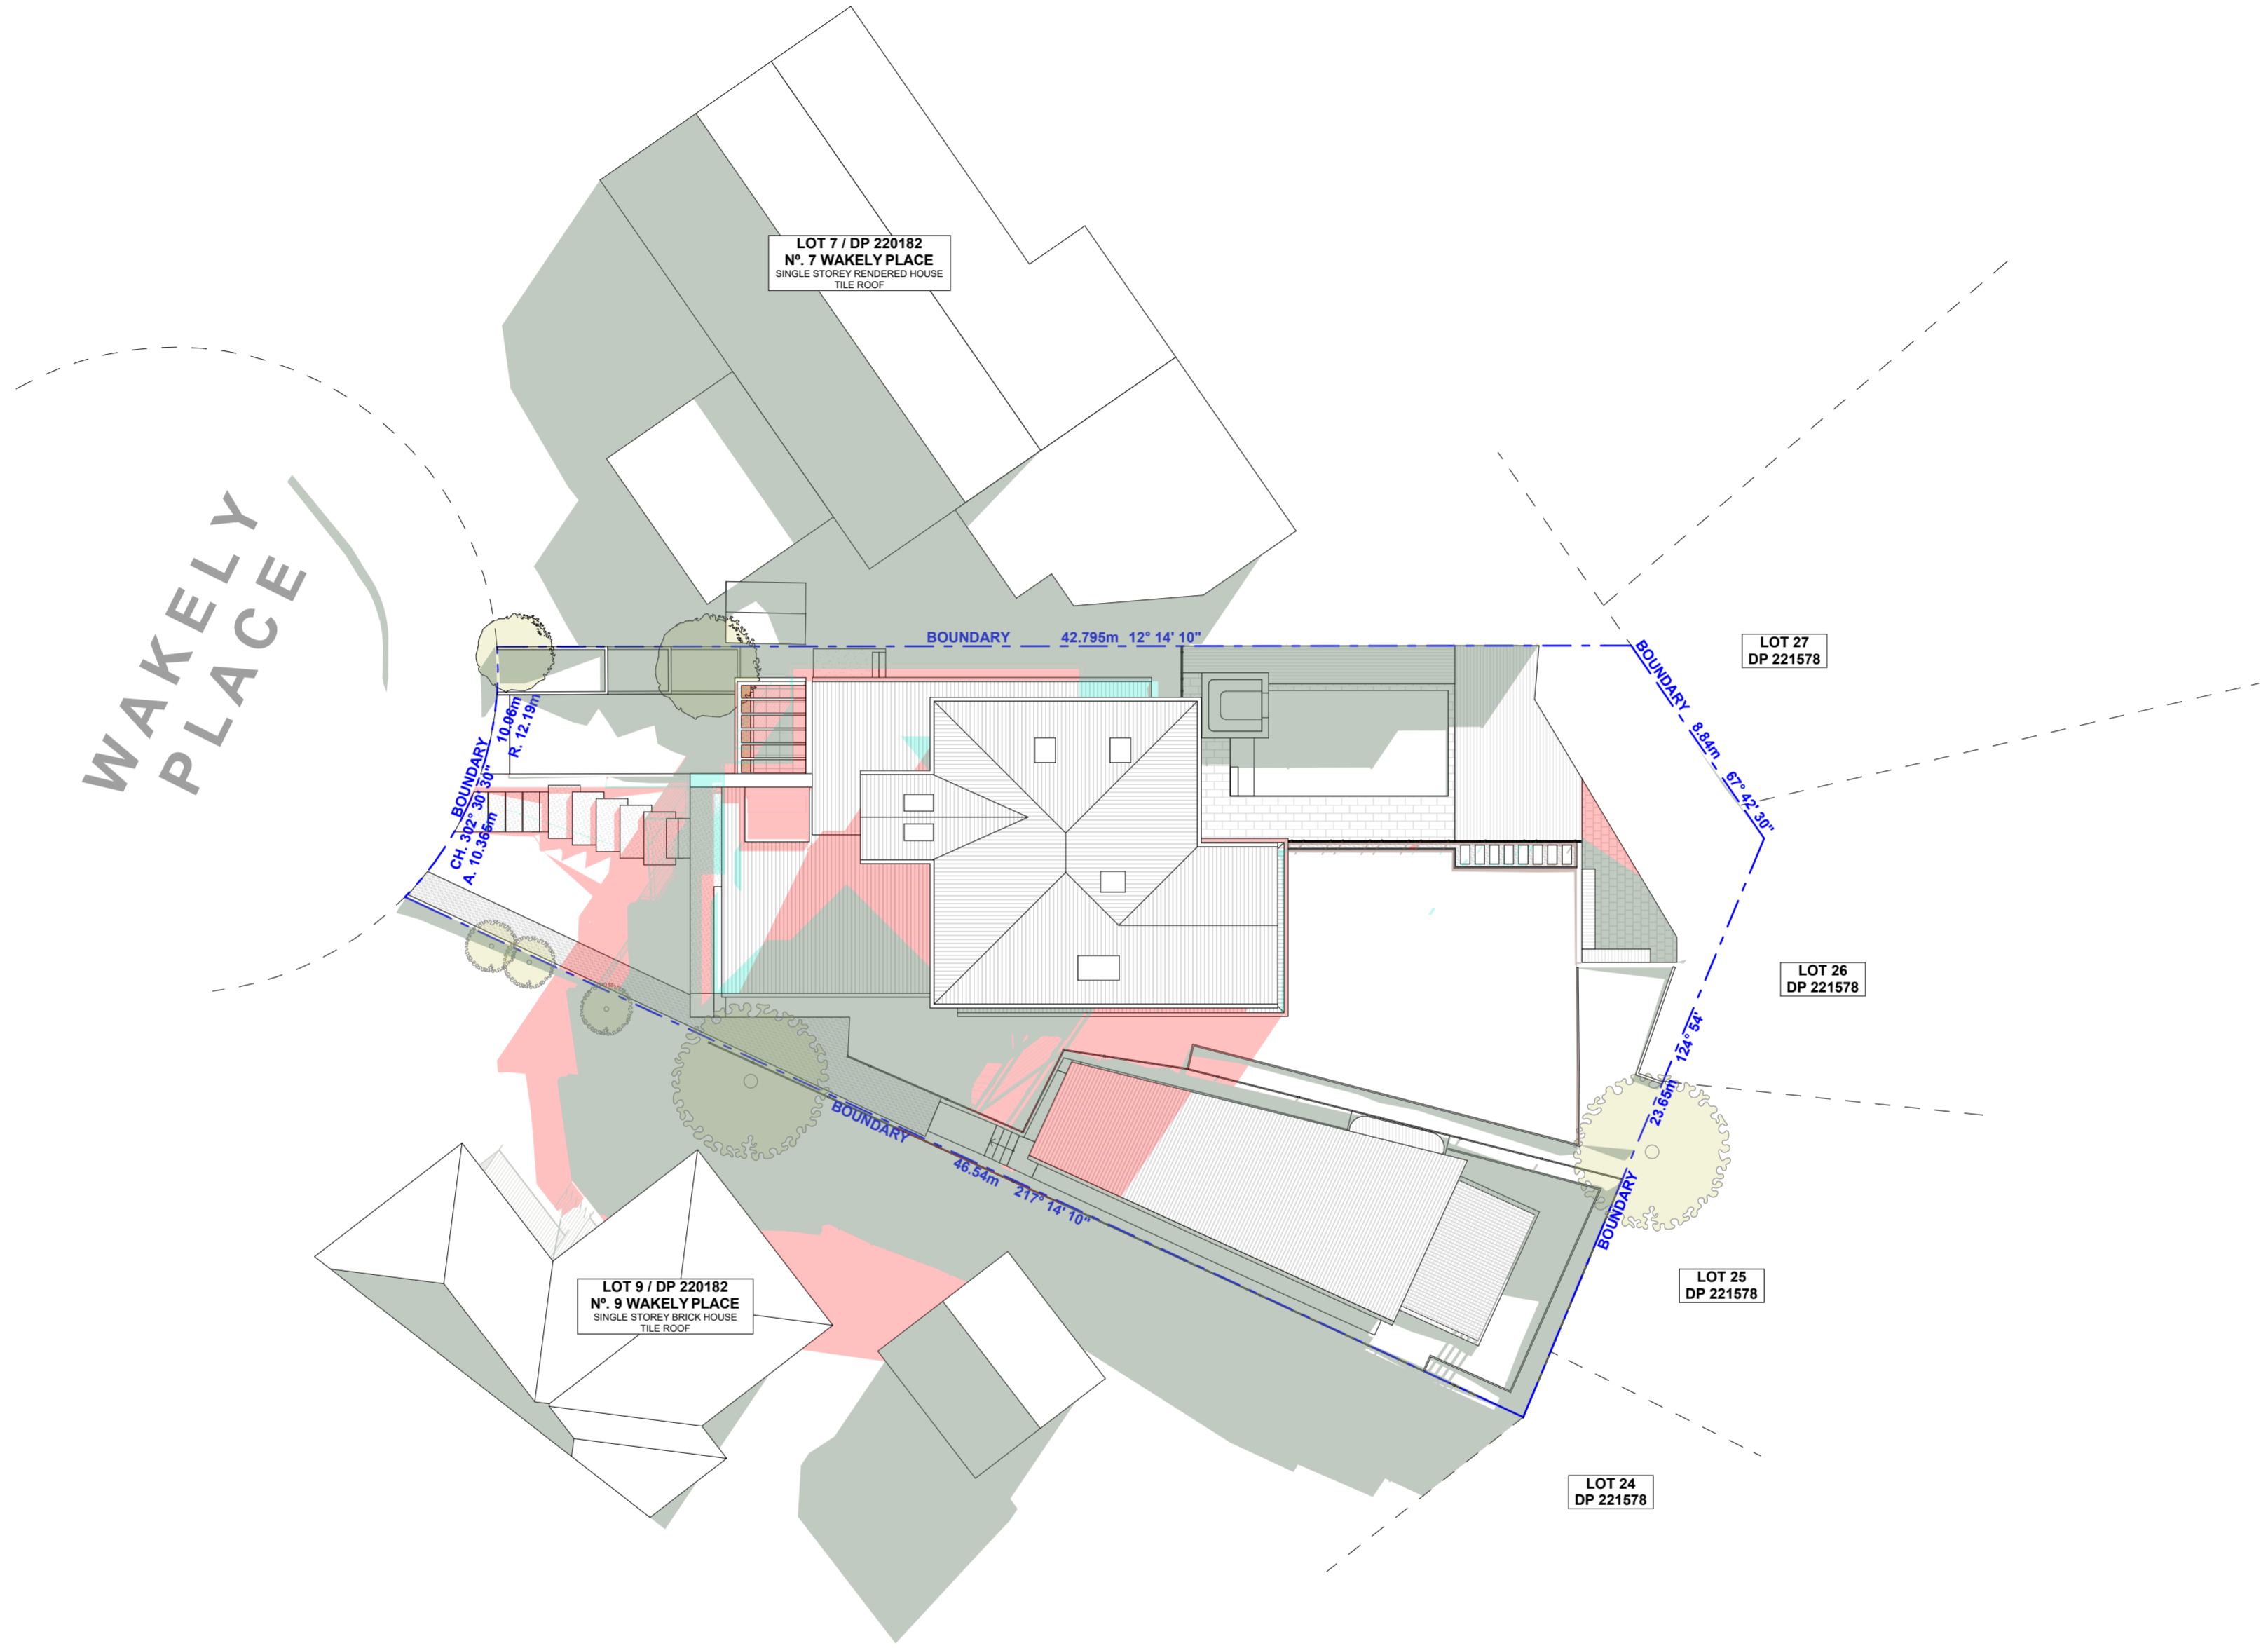 LOT 7 / DP 220182
Nº. 7 WAKELY PLACE
SINGLE STOREY RENDERED HOUSE
TILE ROOF
WAKELY
PLACE
BOUNDARY 42.795m 12° 14' 10"
LOT 27
DP 221578
BOUNDARY 8.84m 67° 42' 30"
10.06m
R. 12.19m
BOUNDARY
CH. 302° 30' 30"
A. 10.365m
LOT 26
DP 221578
BOUNDARY 23.65m 124° 54'
BOUNDARY
46.54m 217° 14' 10"
LOT 9 / DP 220182
Nº. 9 WAKELY PLACE
SINGLE STOREY BRICK HOUSE
TILE ROOF
LOT 25
DP 221578
LOT 24
DP 221578